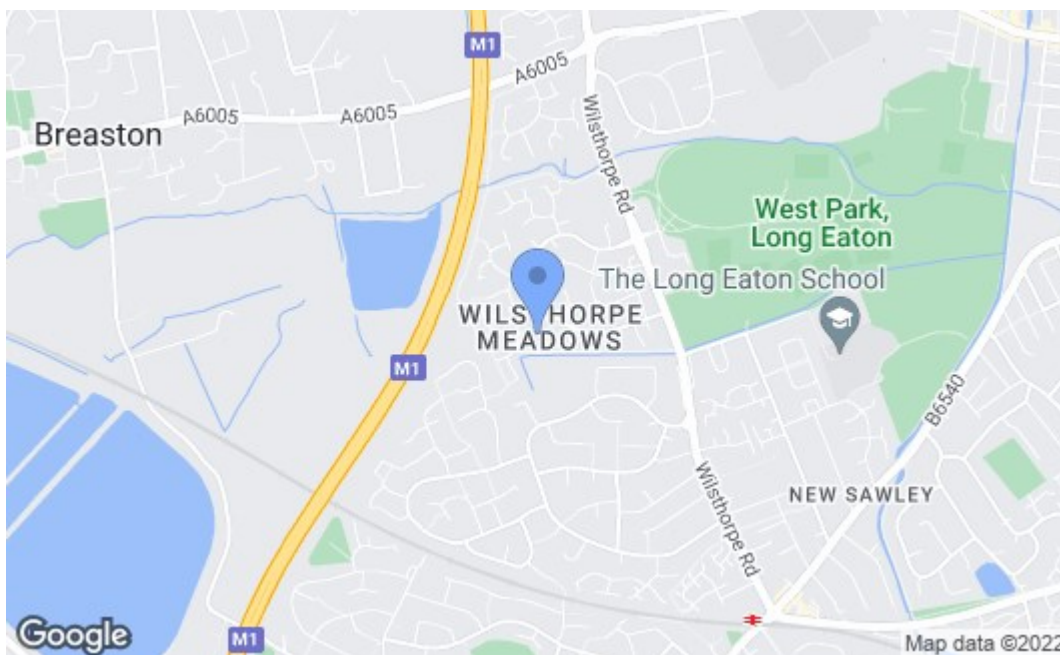 M1
A6005
A6005
A6005
Breaston
Wilsthorpe Rd
West Park,
Long Eaton
The Long Eaton School
WILSTHORPE
MEADOWS
M1
B6540
NEW SAWLEY
Wilsthorpe Rd
M1
Google
Map data ©2022